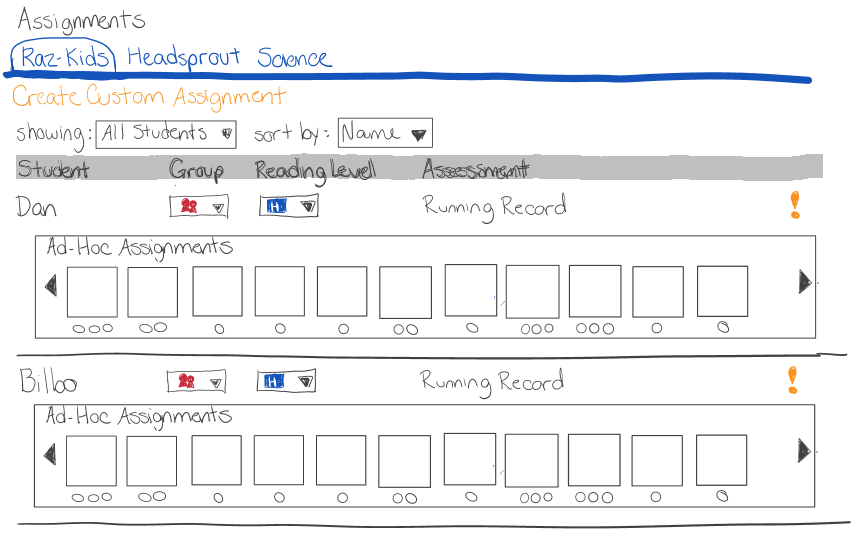 Assignments
Raz-Kids Headsprout Science
Create Custom Assignment
showing: All Students sort by: Name
Student Group Reading Level Assessment
Dan H Running Record !
Ad-Hoc Assignments
Bilbo H Running Record !
Ad-Hoc Assignments